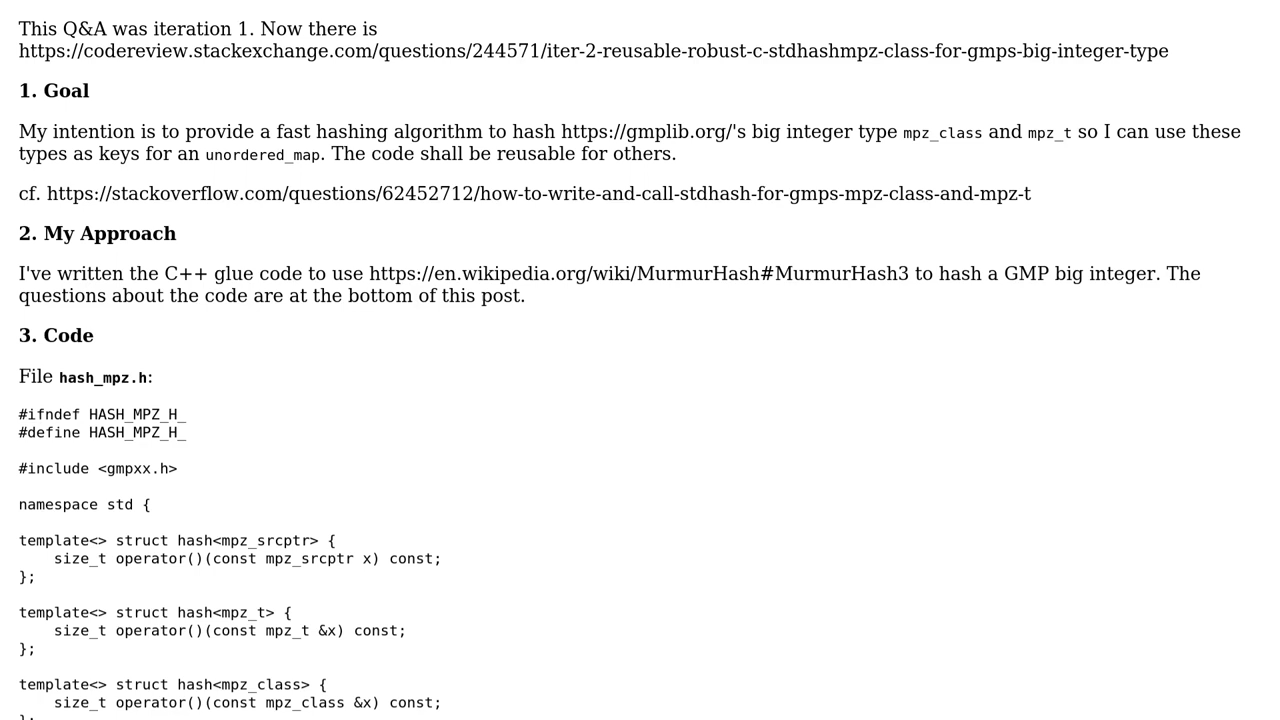 This Q&A was iteration 1. Now there is
https://codereview.stackexchange.com/questions/244571/iter-2-reusable-robust-c-stdhashmpz-class-for-gmps-big-integer-type
1. Goal
My intention is to provide a fast hashing algorithm to hash https://gmplib.org/'s big integer type mpz_class and mpz_t so I can use these
types as keys for an unordered_map. The code shall be reusable for others.
cf. https://stackoverflow.com/questions/62452712/how-to-write-and-call-stdhash-for-gmps-mpz-class-and-mpz-t
2. My Approach
I've written the C++ glue code to use https://en.wikipedia.org/wiki/MurmurHash#MurmurHash3 to hash a GMP big integer. The
questions about the code are at the bottom of this post.
3. Code
File hash_mpz.h:
#ifndef HASH_MPZ_H_
#define HASH_MPZ_H_
#include <gmpxx.h>
namespace std {
template<> struct hash<mpz_srcptr> {
    size_t operator()(const mpz_srcptr x) const;
};
template<> struct hash<mpz_t> {
    size_t operator()(const mpz_t &x) const;
};
template<> struct hash<mpz_class> {
    size_t operator()(const mpz_class &x) const;
};